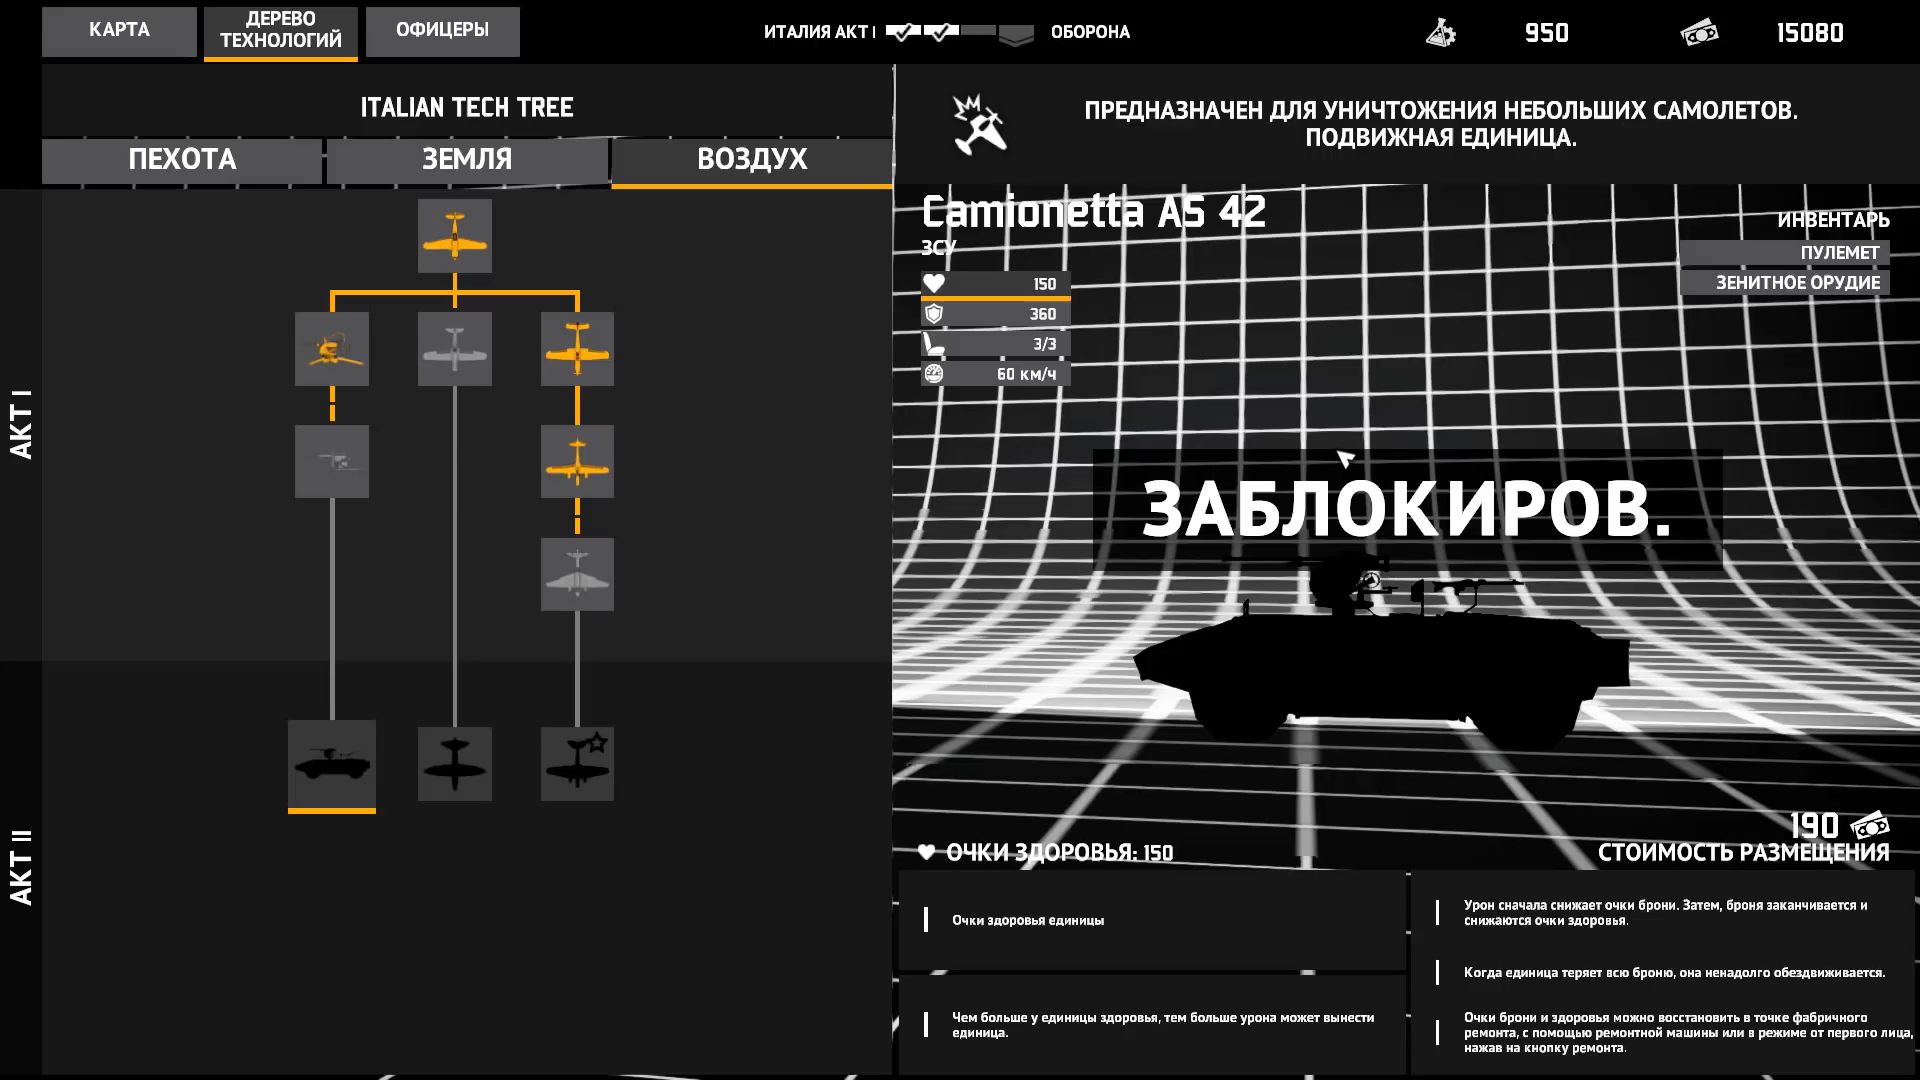 КАРТА
ДЕРЕВО
ТЕХНОЛОГИЙ
ОФИЦЕРЫ
ИТАЛИЯ АКТ I
ОБОРОНА
950
15080
ITALIAN TECH TREE
ПЕХОТА
ЗЕМЛЯ
ВОЗДУХ
АКТ I
АКТ II
ПРЕДНАЗНАЧЕН ДЛЯ УНИЧТОЖЕНИЯ НЕБОЛЬШИХ САМОЛЕТОВ.
ПОДВИЖНАЯ ЕДИНИЦА.
Camionetta AS 42
ЗСУ
150
360
3/3
60 КМ/Ч
ИНВЕНТАРЬ
ПУЛЕМЕТ
ЗЕНИТНОЕ ОРУДИЕ
ЗАБЛОКИРОВ.
190
СТОИМОСТЬ РАЗМЕЩЕНИЯ
ОЧКИ ЗДОРОВЬЯ: 150
Очки здоровья единицы
Чем больше у единицы здоровья, тем больше урона может вынести
единица.
Урон сначала снижает очки брони. Затем, броня заканчивается и
снижаются очки здоровья.
Когда единица теряет всю броню, она ненадолго обездвиживается.
Очки брони и здоровья можно восстановить в точке фабричного
ремонта, с помощью ремонтной машины или в режиме от первого лица,
нажав на кнопку ремонта.